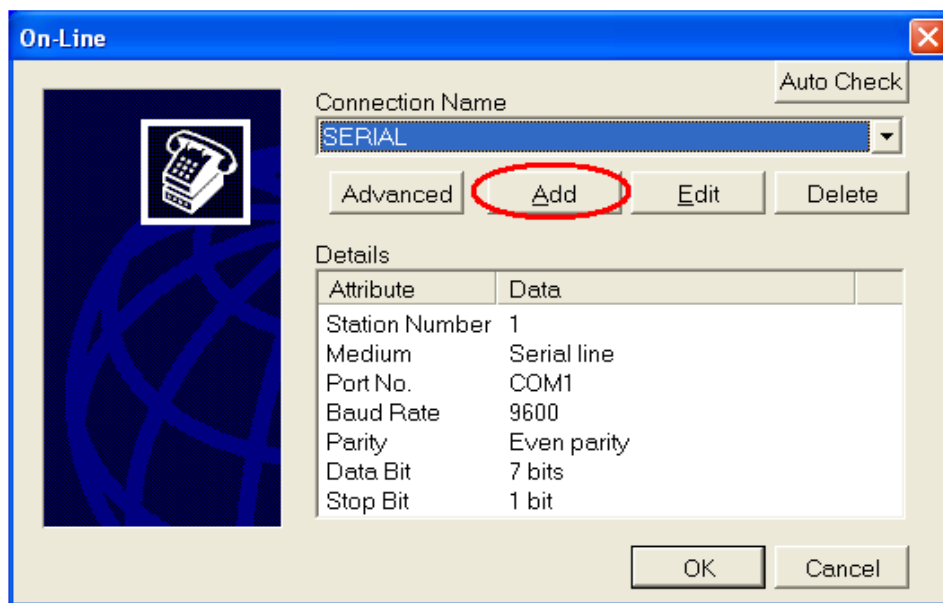 On-Line
Auto Check
Connection Name
SERIAL
Advanced Add Edit Delete
Details
Attribute Data
Station Number 1
Medium Serial line
Port No. COM1
Baud Rate 9600
Parity Even parity
Data Bit 7 bits
Stop Bit 1 bit
OK Cancel